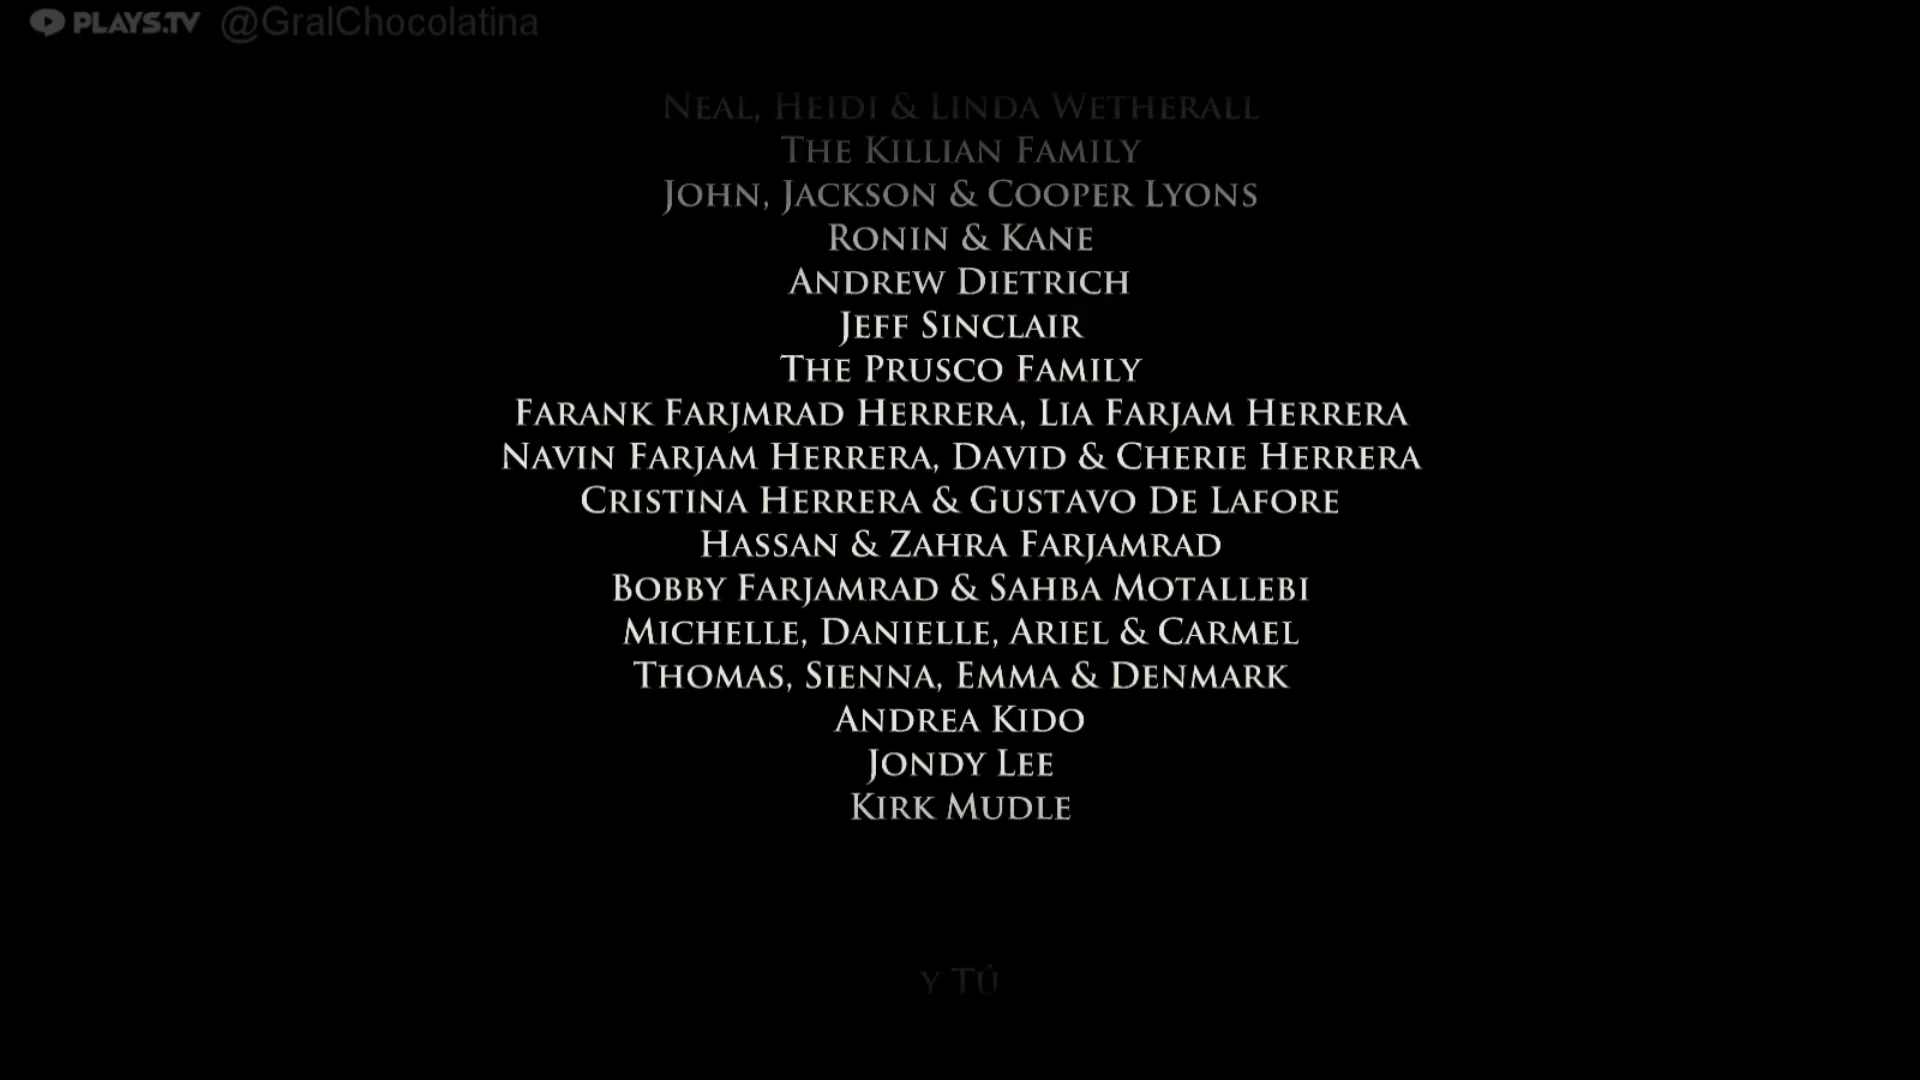 PLAYS.TV @GralChocolatina
Neal, Heidi & Linda Wetherall
The Killian Family
John, Jackson & Cooper Lyons
Ronin & Kane
Andrew Dietrich
Jeff Sinclair
The Prusco Family
Farank Farjmrad Herrera, Lia Farjam Herrera
Navin Farjam Herrera, David & Cherie Herrera
Cristina Herrera & Gustavo De Lafore
Hassan & Zahra Farjamrad
Bobby Farjamrad & Sahba Motallebi
Michelle, Danielle, Ariel & Carmel
Thomas, Sienna, Emma & Denmark
Andrea Kido
Jondy Lee
Kirk Mudle
y Tú